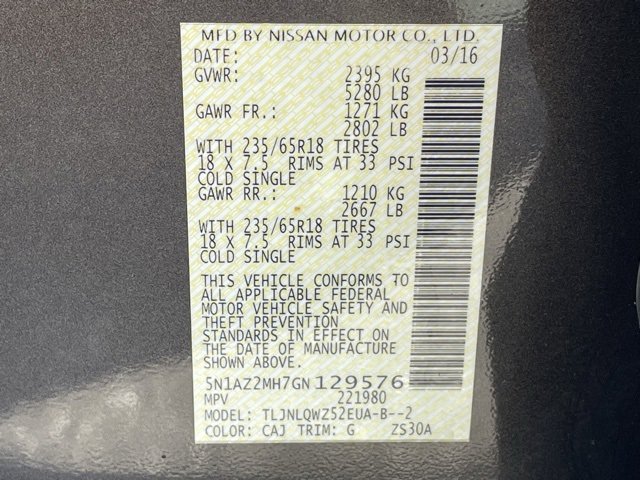 MFD BY NISSAN MOTOR CO., LTD.
DATE: 03/16
GVWR: 2395 KG
5280 LB
GAWR FR.: 1271 KG
2802 LB
WITH 235/65R18 TIRES
18 X 7.5 RIMS AT 33 PSI
COLD SINGLE
GAWR RR.: 1210 KG
2667 LB
WITH 235/65R18 TIRES
18 X 7.5 RIMS AT 33 PSI
COLD SINGLE
THIS VEHICLE CONFORMS TO
ALL APPLICABLE FEDERAL
MOTOR VEHICLE SAFETY AND
THEFT PREVENTION
STANDARDS IN EFFECT ON
THE DATE OF MANUFACTURE
5N1AZ2MH7GN129576
MPV 221980
MODEL: TLJNLQWZ52EUA-B--2
COLOR: CAJ TRIM: G ZS30A